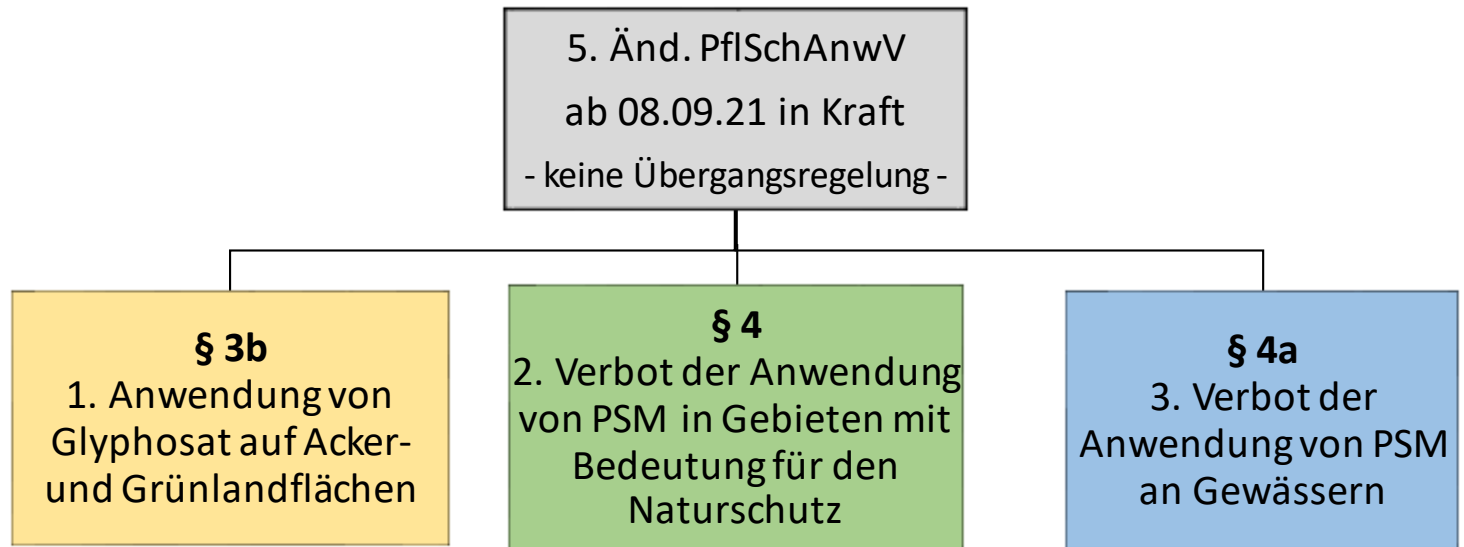 5. Änd. PflSchAnwV
ab 08.09.21 in Kraft
- keine Übergangsregelung -
§ 3b
1. Anwendung von
Glyphosat auf Acker-
und Grünlandflächen
§ 4
2. Verbot der Anwendung
von PSM in Gebieten mit
Bedeutung für den
Naturschutz
§ 4a
3. Verbot der
Anwendung von PSM
an Gewässern